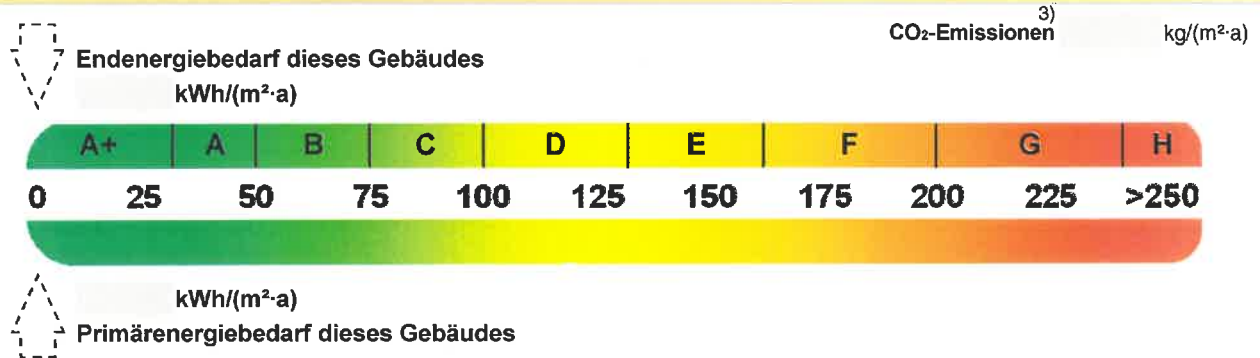 3)
CO₂-Emissionen kg/(m²·a)
Endenergiebedarf dieses Gebäudes
kWh/(m²·a)
A+ A B C D E F G H
0 25 50 75 100 125 150 175 200 225 >250
kWh/(m²·a)
Primärenergiebedarf dieses Gebäudes